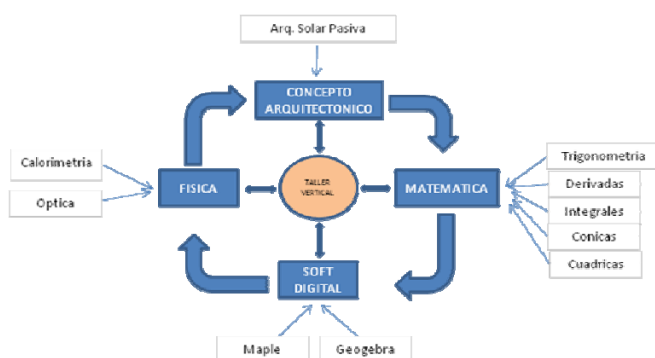 Arq. Solar Pasiva
CONCEPTO
ARQUITECTONICO
Calorimetria
Optica
FISICA
TALLER
VERTICAL
MATEMATICA
Trigonometria
Derivadas
Integrales
Conicas
Cuadricas
SOFT
DIGITAL
Maple
Geogebra